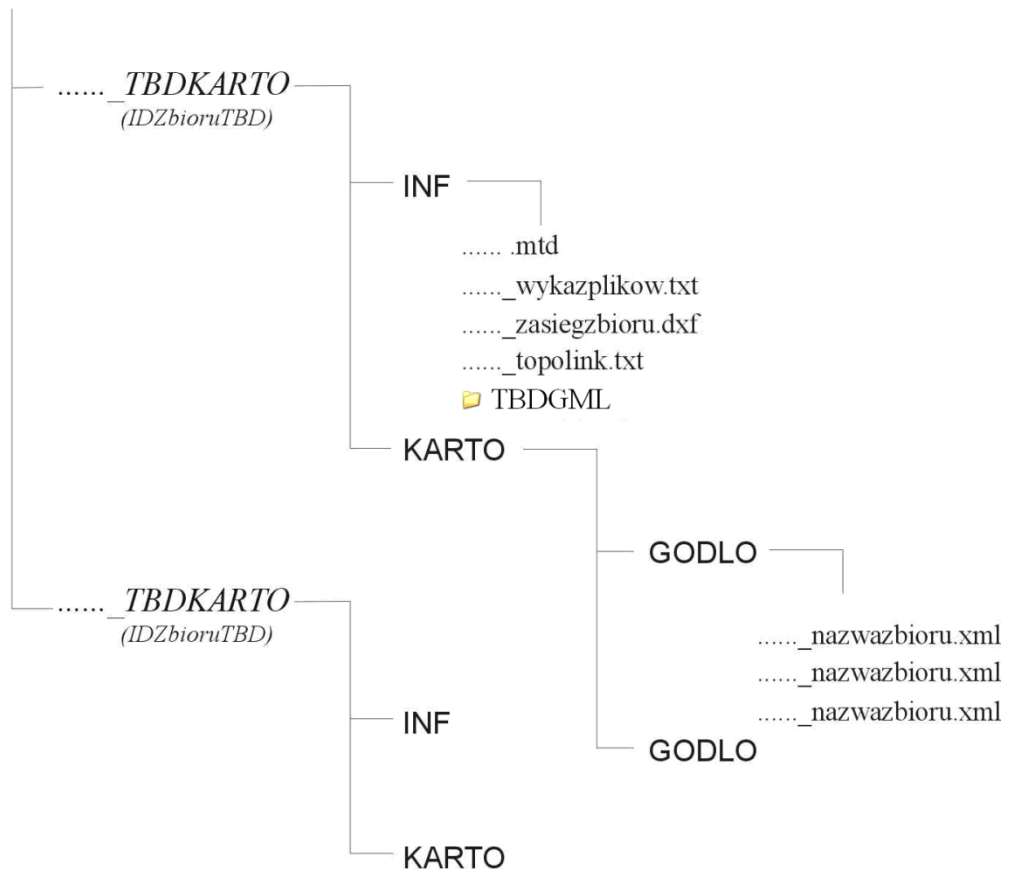 ......_TBDKARTO
(IDZbioruTBD)
INF
...... .mtd
......_wykazplikow.txt
......_zasiegzbioru.dxf
......_topolink.txt
TBDGML
KARTO
GODLO
......_nazwazbioru.xml
......_nazwazbioru.xml
......_nazwazbioru.xml
GODLO
......_TBDKARTO
(IDZbioruTBD)
INF
KARTO